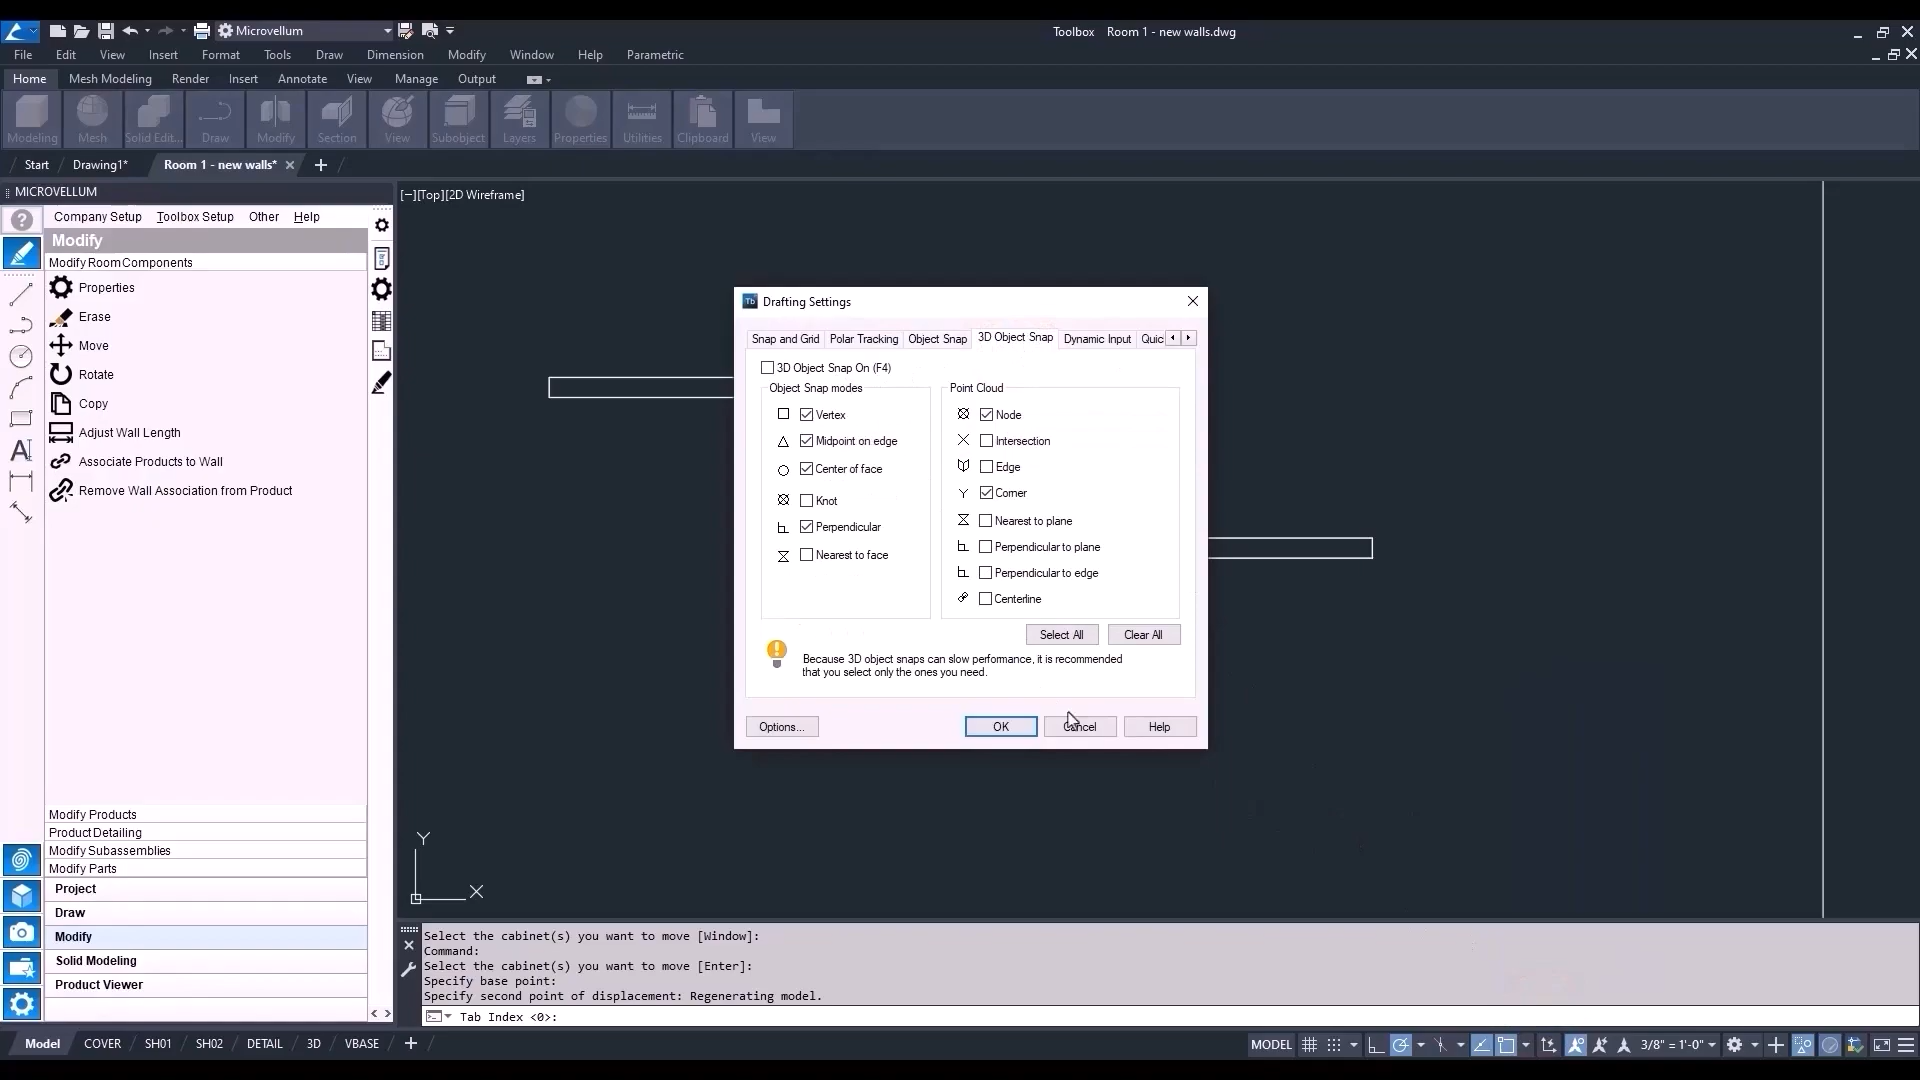 Microvellum
Toolbox Room 1 - new walls.dwg
File Edit View Insert Format Tools Draw Dimension Modify Window Help Parametric
Home Mesh Modeling Render Insert Annotate View Manage Output
Modeling Mesh Solid Edit... Draw Modify Section View Subobject Layers Properties Utilities Clipboard View
Start Drawing1* Room 1 - new walls*
MICROVELLUM
Company Setup Toolbox Setup Other Help
Modify
Modify Room Components
Properties
Erase
Move
Rotate
Copy
Adjust Wall Length
Associate Products to Wall
Remove Wall Association from Product
Modify Products
Product Detailing
Modify Subassemblies
Modify Parts
Project
Draw
Modify
Solid Modeling
Product Viewer
[−][Top][2D Wireframe]
Tb Drafting Settings
Snap and Grid Polar Tracking Object Snap 3D Object Snap Dynamic Input Quic
3D Object Snap On (F4)
Object Snap modes
Vertex
Midpoint on edge
Center of face
Knot
Perpendicular
Nearest to face
Point Cloud
Node
Intersection
Edge
Corner
Nearest to plane
Perpendicular to plane
Perpendicular to edge
Centerline
Select All Clear All
Because 3D object snaps can slow performance, it is recommended
that you select only the ones you need.
Options... OK Cancel Help
Y
X
Select the cabinet(s) you want to move [Window]:
Command:
Select the cabinet(s) you want to move [Enter]:
Specify base point:
Specify second point of displacement: Regenerating model.
Tab Index <0>:
Model COVER SH01 SH02 DETAIL 3D VBASE
MODEL 3/8" = 1'-0"